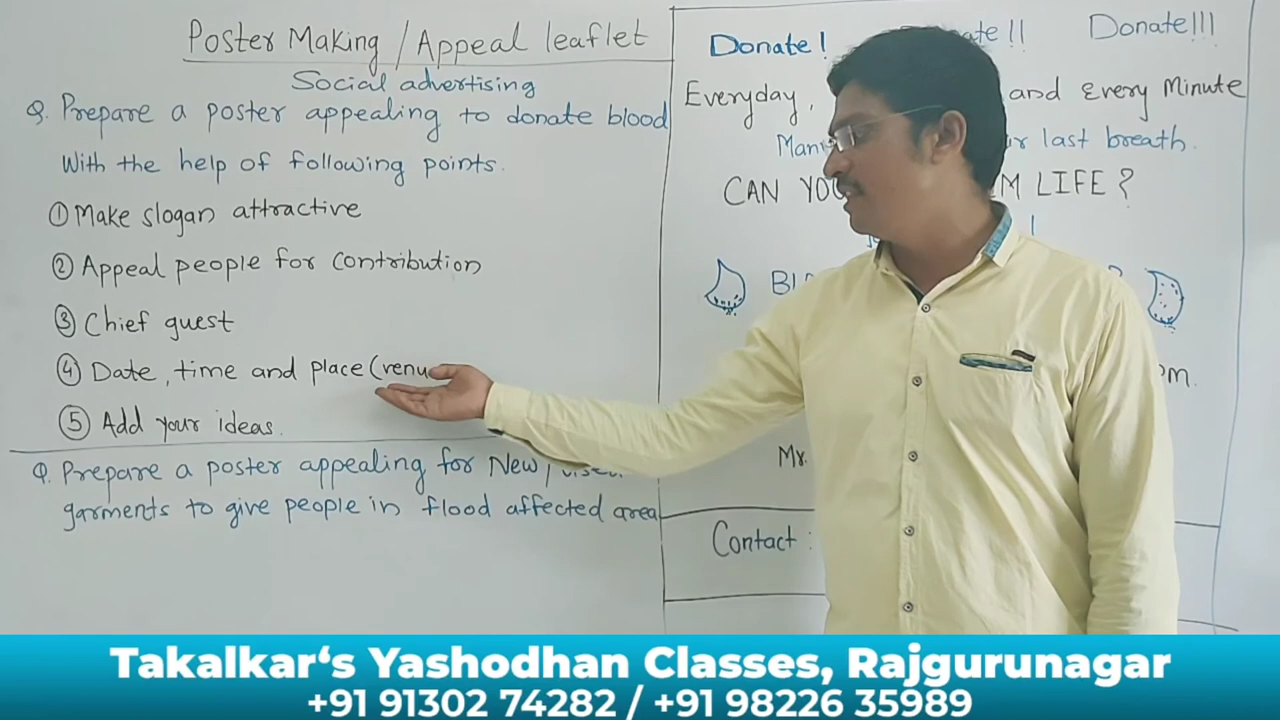 Poster Making / Appeal leaflet
Social advertising
Q. Prepare a poster appealing to donate blood
With the help of following points.
① Make slogan attractive
② Appeal people for contribution
③ Chief guest
④ Date, time and place (venu
⑤ Add your ideas.
Q. Prepare a poster appealing for New /
garments to give people in flood affected area
Donate! ate!! Donate!!!
Everyday, and Every Minute
last breath.
CAN YOU LIFE?
PM.
Mr.
Contact :
Takalkar‘s Yashodhan Classes, Rajgurunagar
+91 91302 74282 / +91 98226 35989